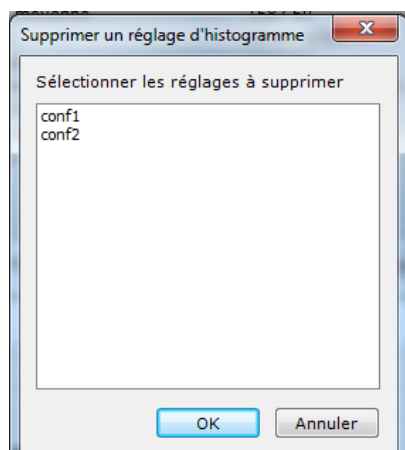 Supprimer un réglage d'histogramme
Sélectionner les réglages à supprimer
conf1
conf2
OK
Annuler